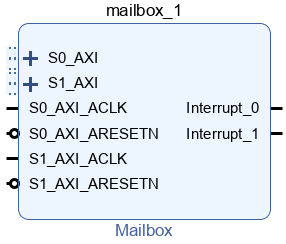 mailbox_1
S0_AXI
S1_AXI
S0_AXI_ACLK Interrupt_0
S0_AXI_ARESETN Interrupt_1
S1_AXI_ACLK
S1_AXI_ARESETN
Mailbox